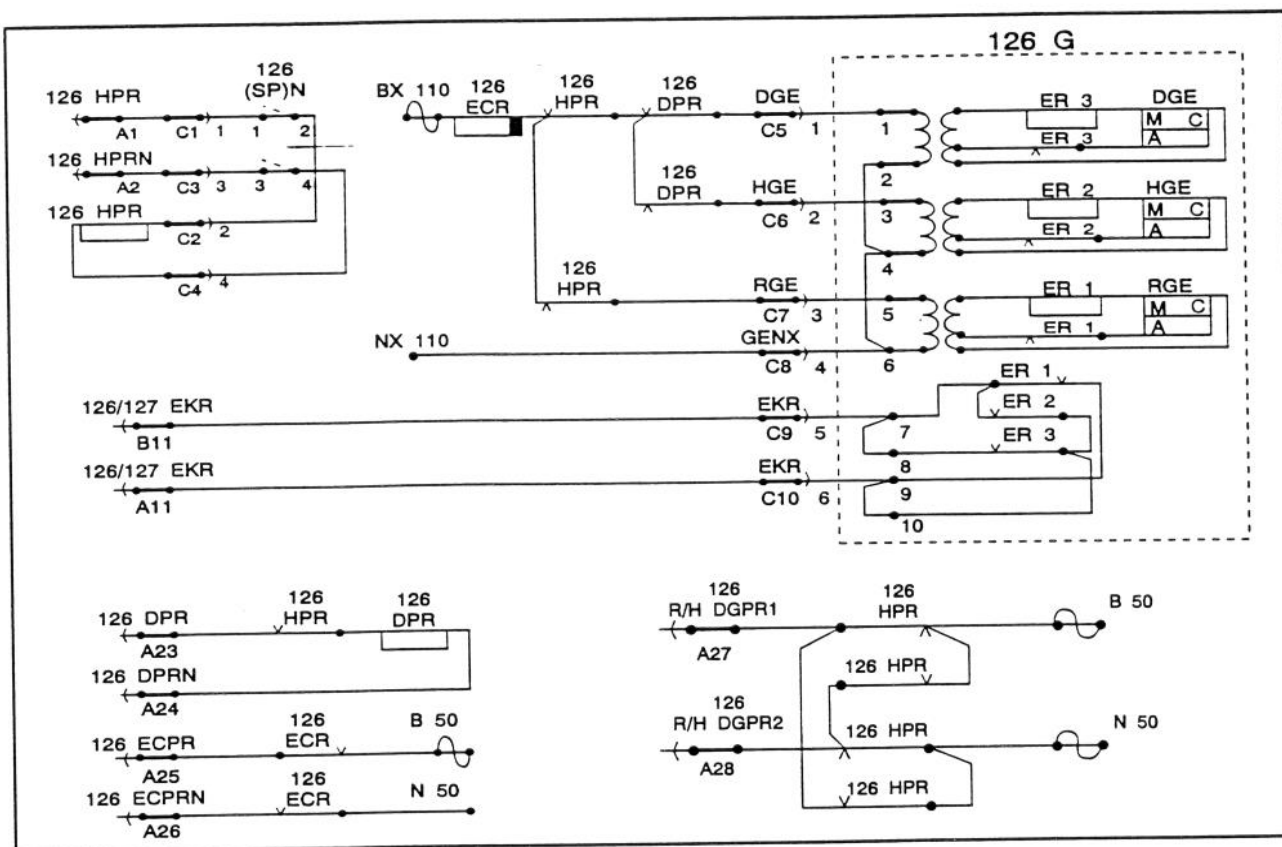 126 G
126
(SP)N
126 HPR
A1 C1 1 1 2
126 HPRN
A2 C3 3 3 4
126 HPR
C2 2
C4 4
BX 110
126
ECR
126
HPR
126
DPR
DGE
C5 1
126
DPR
HGE
C6 2
126
HPR
RGE
C7 3
NX 110
GENX
C8 4
1
2
3
4
5
6
ER 3
ER 3
DGE
M C
A
ER 2
ER 2
HGE
M C
A
ER 1
ER 1
RGE
M C
A
126/127 EKR
B11
EKR
C9 5
126/127 EKR
A11
EKR
C10 6
7
8
9
10
ER 1
ER 2
ER 3
126 DPR
A23
126
HPR
126
DPR
126 DPRN
A24
126 ECPR
A25
126
ECR
B 50
126 ECPRN
A26
126
ECR
N 50
126
R/H DGPR1
A27
126
HPR
B 50
126 HPR
126
R/H DGPR2
A28
126 HPR
N 50
126 HPR